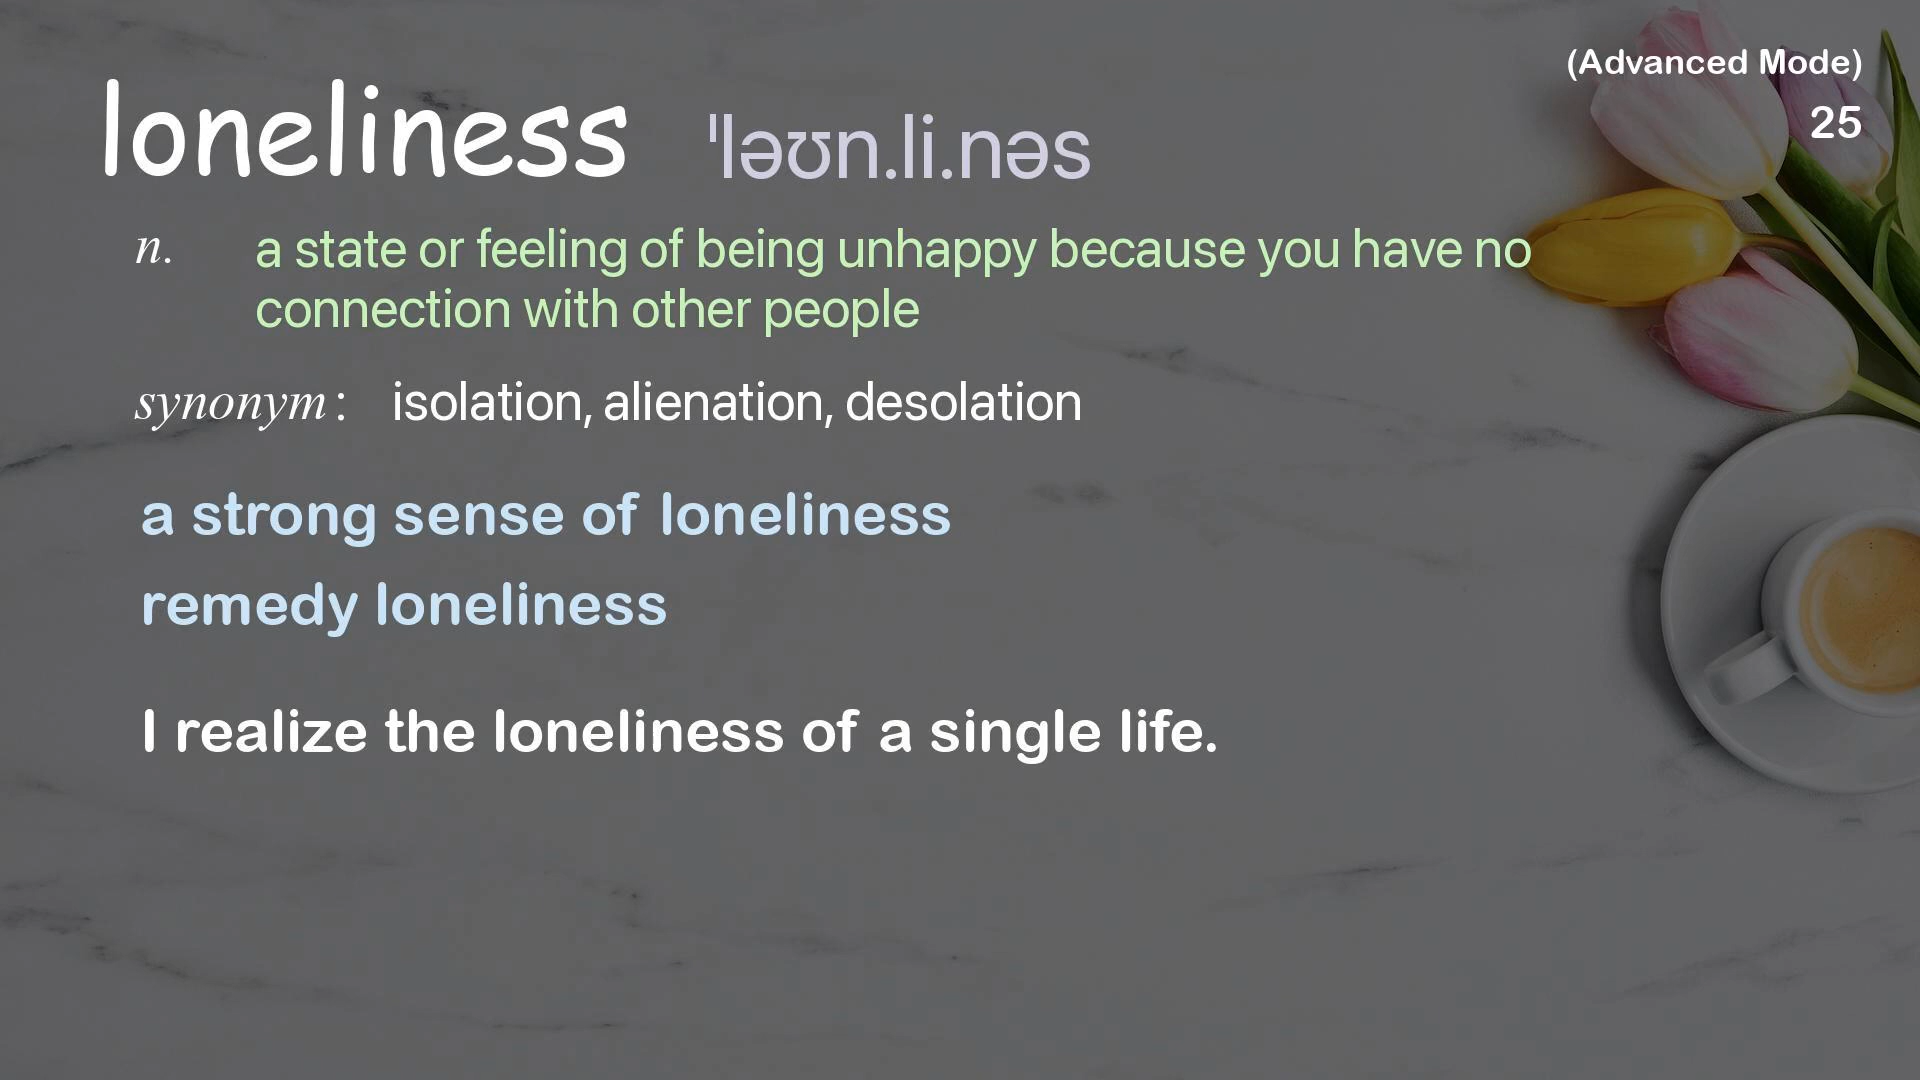 (Advanced Mode)
25
loneliness ˈləʊn.li.nəs
n. a state or feeling of being unhappy because you have no
connection with other people
synonym: isolation, alienation, desolation
a strong sense of loneliness
remedy loneliness
I realize the loneliness of a single life.